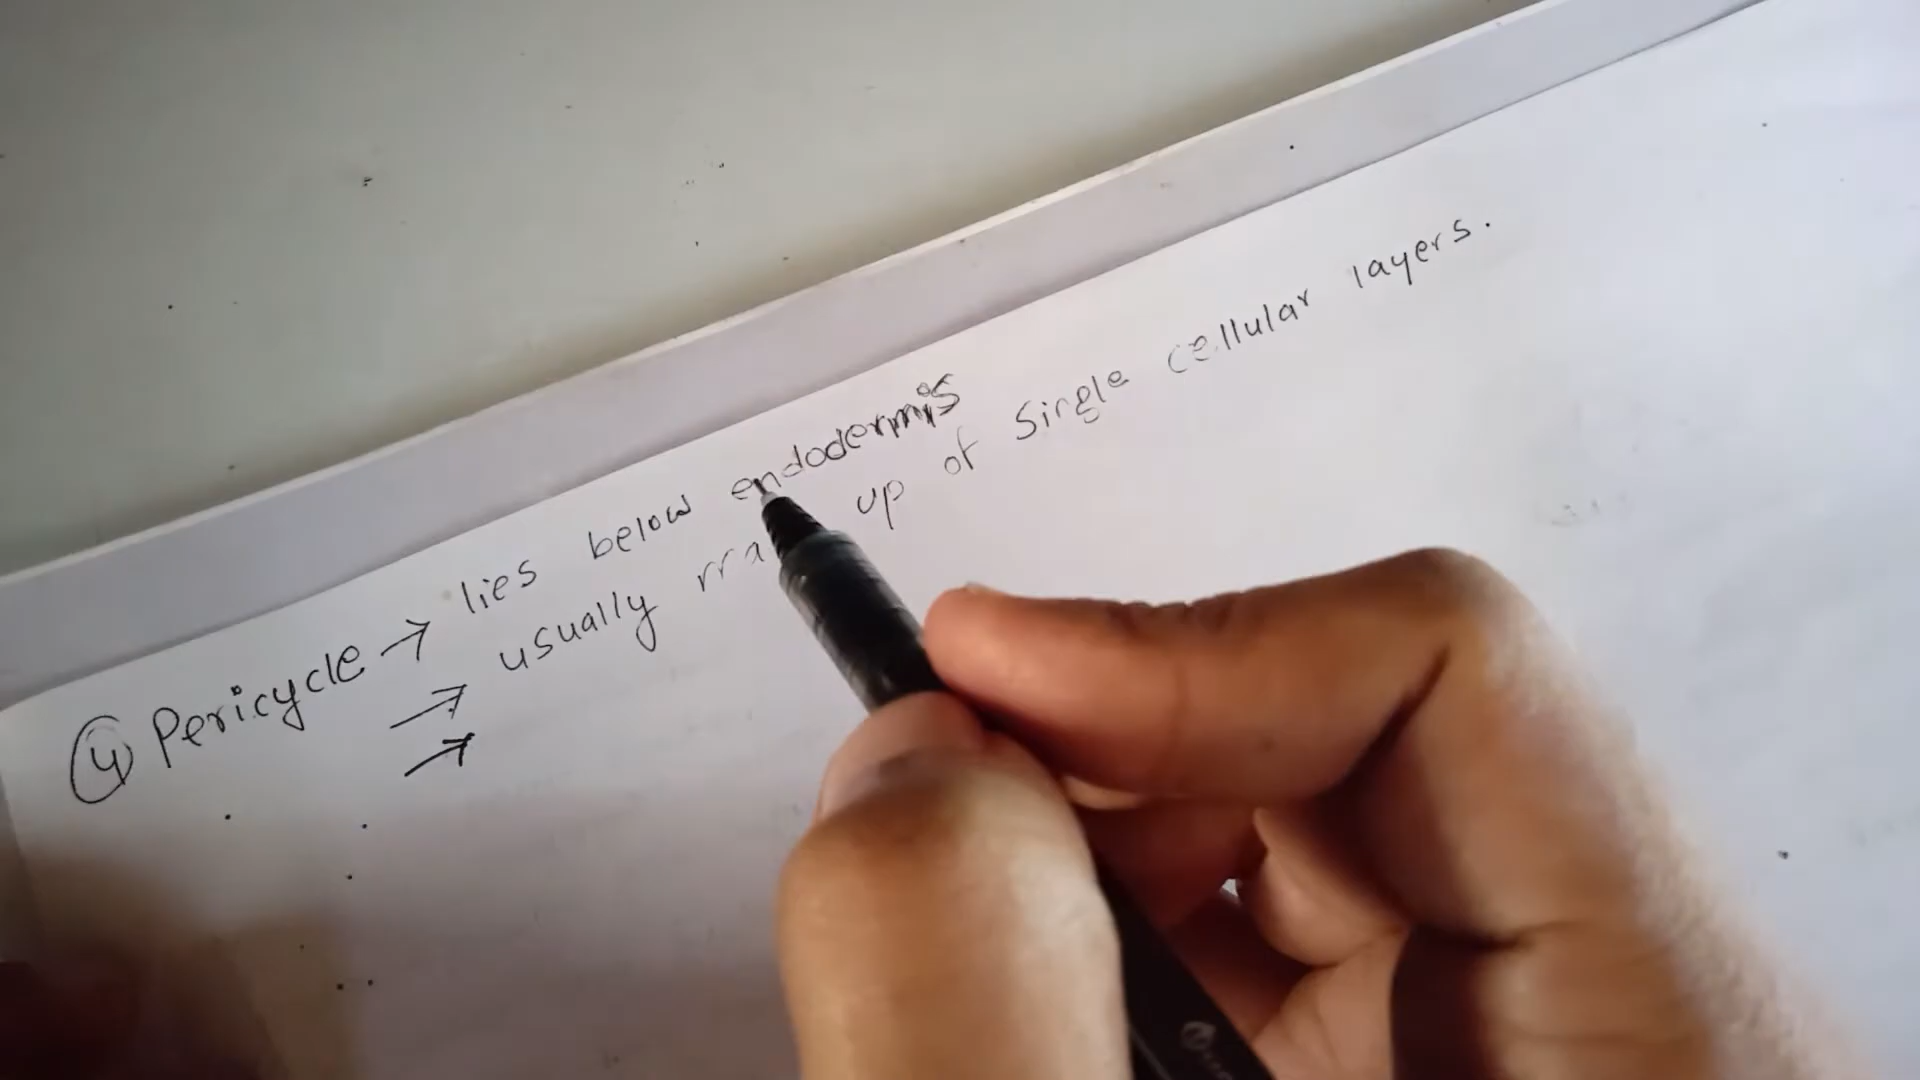 ④ Pericycle → lies below endodermis
→ usually up of single cellular layers.
→